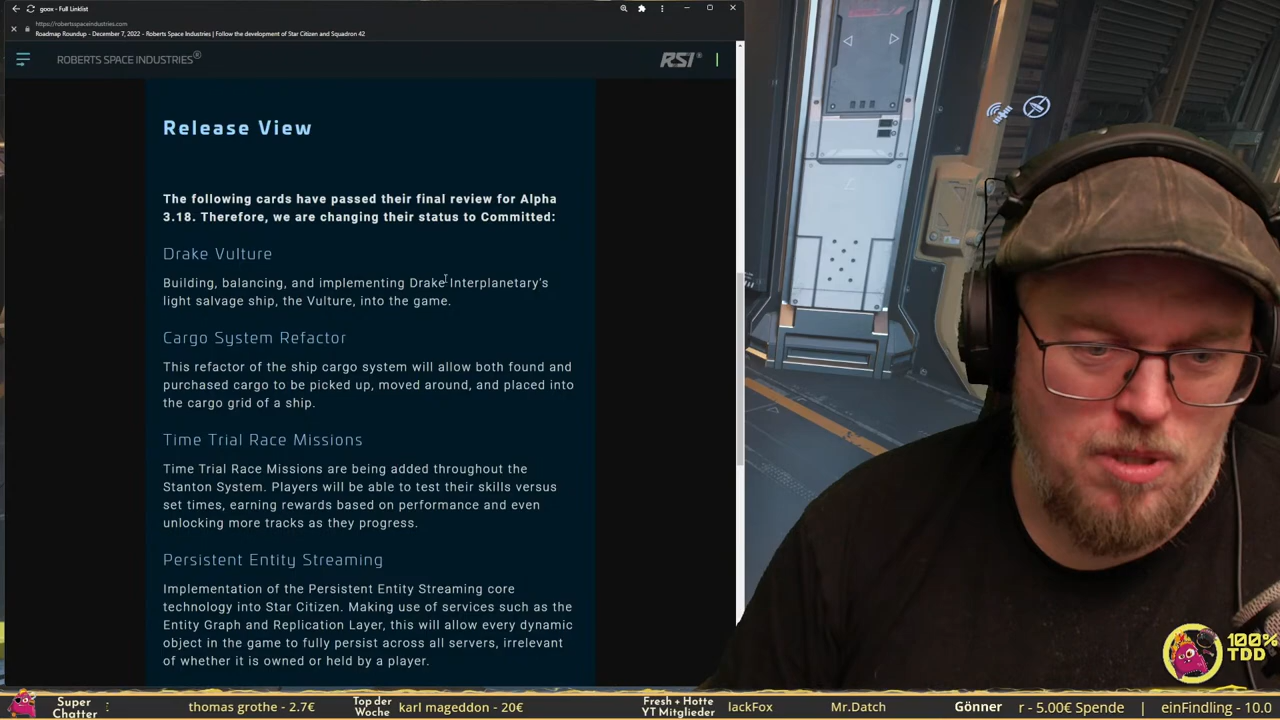 goox - Full Linklist
https://robertsspaceindustries.com
Roadmap Roundup - December 7, 2022 - Roberts Space Industries | Follow the development of Star Citizen and Squadron 42
ROBERTS SPACE INDUSTRIES®
RSI
Release View
The following cards have passed their final review for Alpha
3.18. Therefore, we are changing their status to Committed:
Drake Vulture
Building, balancing, and implementing Drake Interplanetary's
light salvage ship, the Vulture, into the game.
Cargo System Refactor
This refactor of the ship cargo system will allow both found and
purchased cargo to be picked up, moved around, and placed into
the cargo grid of a ship.
Time Trial Race Missions
Time Trial Race Missions are being added throughout the
Stanton System. Players will be able to test their skills versus
set times, earning rewards based on performance and even
unlocking more tracks as they progress.
Persistent Entity Streaming
Implementation of the Persistent Entity Streaming core
technology into Star Citizen. Making use of services such as the
Entity Graph and Replication Layer, this will allow every dynamic
object in the game to fully persist across all servers, irrelevant
of whether it is owned or held by a player.
100%
TDD
Super Chatter : thomas grothe - 2.7€ Top der Woche karl mageddon - 20€ Fresh + Hotte YT Mitglieder lackFox Mr.Datch Gönner r - 5.00€ Spende | einFindling - 10.0